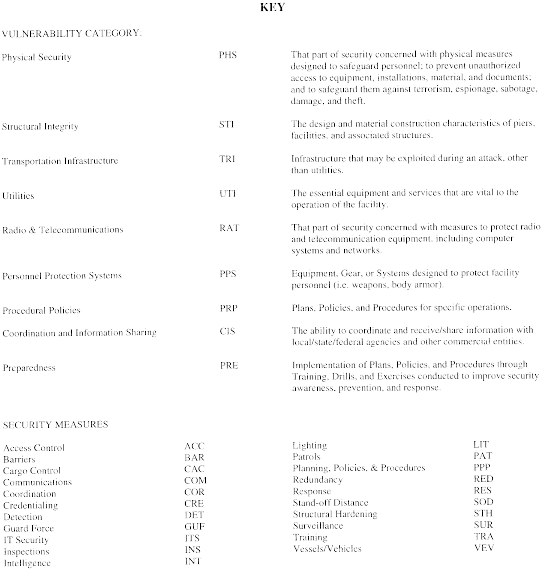 KEY
VULNERABILITY CATEGORY.
Physical Security PHS That part of security concerned with physical measures
designed to safeguard personnel; to prevent unauthorized
access to equipment, installations, material, and documents;
and to safeguard them against terrorism, espionage, sabotage,
damage, and theft.
Structural Integrity STI The design and material construction characteristics of piers,
facilities, and associated structures.
Transportation Infrastructure TRI Infrastructure that may be exploited during an attack, other
than utilities.
Utilities UTI The essential equipment and services that are vital to the
operation of the facility.
Radio & Telecommunications RAT That part of security concerned with measures to protect radio
and telecommunication equipment, including computer
systems and networks.
Personnel Protection Systems PPS Equipment, Gear, or Systems designed to protect facility
personnel (i.e. weapons, body armor).
Procedural Policies PRP Plans, Policies, and Procedures for specific operations.
Coordination and Information Sharing CIS The ability to coordinate and receive/share information with
local/state/federal agencies and other commercial entities.
Preparedness PRE Implementation of Plans, Policies, and Procedures through
Training, Drills, and Exercises conducted to improve security
awareness, prevention, and response.
SECURITY MEASURES
Access Control ACC Lighting LIT
Barriers BAR Patrols PAT
Cargo Control CAC Planning, Policies, & Procedures PPP
Communications COM Redundancy RED
Coordination COR Response RES
Credentialing CRE Stand-off Distance SOD
Detection DET Structural Hardening STH
Guard Force GUF Surveillance SUR
IT Security ITS Training TRA
Inspections INS Vessels/Vehicles VEV
Intelligence INT